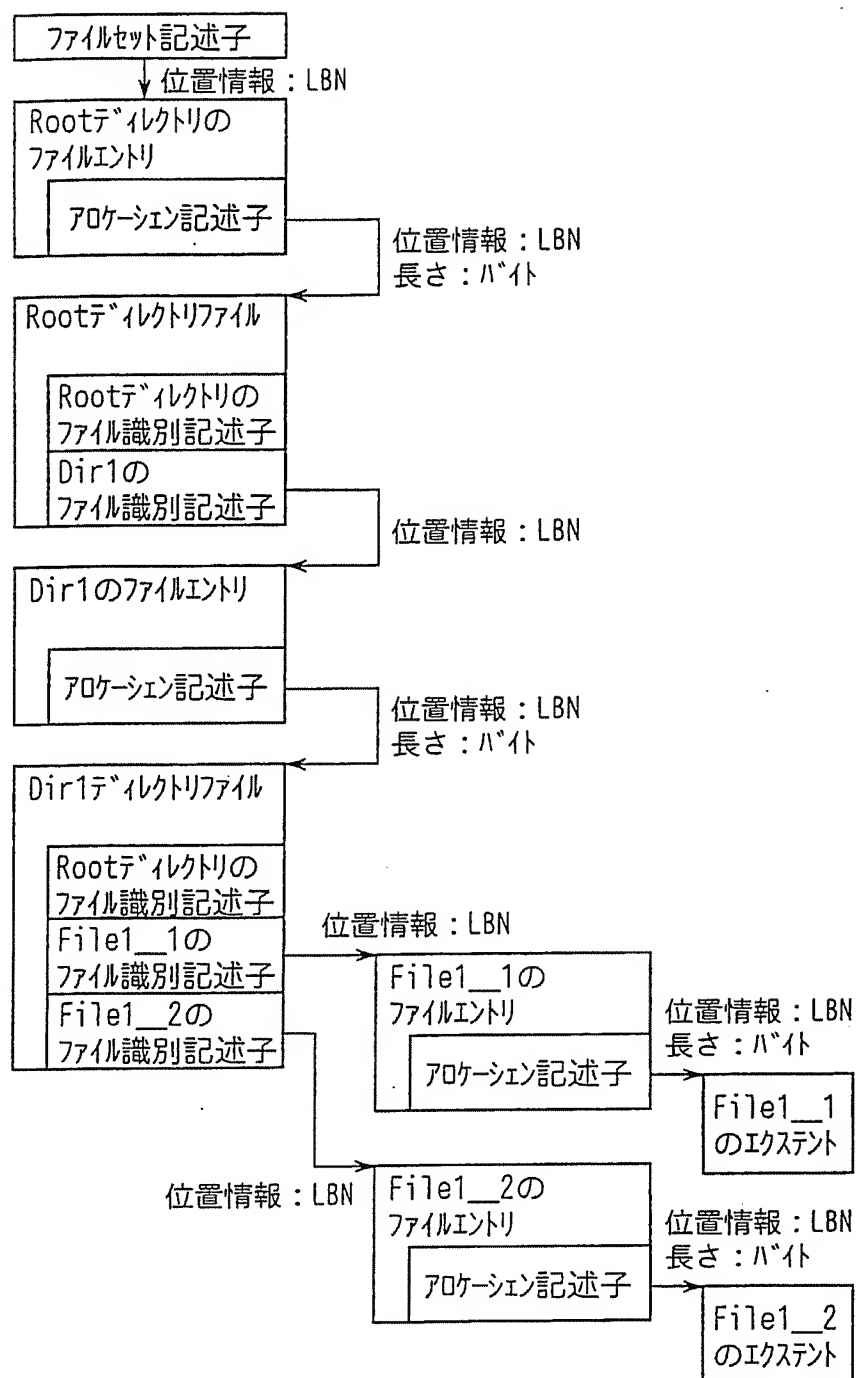 ファイルセット記述子
位置情報:LBN
Rootディレクトリの
ファイルエントリ
アロケーシェン記述子
位置情報:LBN
長さ:バイト
Rootディレクトリファイル
Rootディレクトリの
ファイル識別記述子
Dir1の
ファイル識別記述子
位置情報:LBN
Dir1のファイルエントリ
アロケーシェン記述子
位置情報:LBN
長さ:バイト
Dir1ディレクトリファイル
Rootディレクトリの
ファイル識別記述子
File1__1の
ファイル識別記述子
File1__2の
ファイル識別記述子
位置情報:LBN
File1__1の
ファイルエントリ
アロケーシェン記述子
位置情報:LBN
長さ:バイト
File1__1
のエクステント
位置情報:LBN
File1__2の
ファイルエントリ
アロケーシェン記述子
位置情報:LBN
長さ:バイト
File1__2
のエクステント